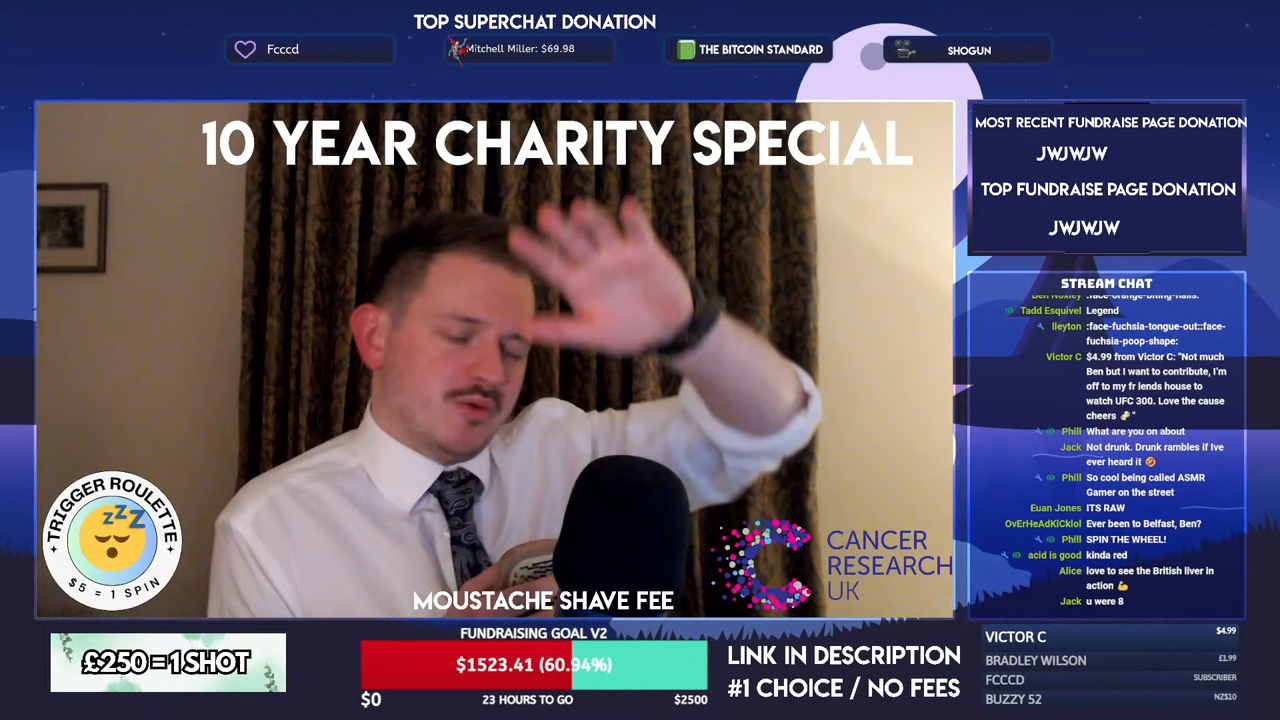 TOP SUPERCHAT DONATION
Fcccd
Mitchell Miller: $69.98
THE BITCOIN STANDARD
SHOGUN
10 YEAR CHARITY SPECIAL
MOST RECENT FUNDRAISE PAGE DONATION
JWJWJW
TOP FUNDRAISE PAGE DONATION
JWJWJW
STREAM CHAT
Ben Noxley :face-orange-biting-nails:
Tadd Esquivel Legend
lleyton :face-fuchsia-tongue-out::face-
fuchsia-poop-shape:
Victor C $4.99 from Victor C: "Not much
Ben but I want to contribute, I'm
off to my fr iends house to
watch UFC 300. Love the cause
cheers 🍻"
Phill What are you on about
Jack Not drunk. Drunk rambles if Ive
ever heard it 🤣
Phill So cool being called ASMR
Gamer on the street
Euan Jones ITS RAW
OvErHeAdKiCklol Ever been to Belfast, Ben?
Phill SPIN THE WHEEL!
acid is good kinda red
Alice love to see the British liver in
action 💪
Jack u were 8
TRIGGER ROULETTE
zzz
$5 = 1 SPIN
CANCER
RESEARCH
UK
MOUSTACHE SHAVE FEE
£250 = 1 SHOT
FUNDRAISING GOAL V2
$1523.41 (60.94%)
$0
23 HOURS TO GO
$2500
LINK IN DESCRIPTION
#1 CHOICE / NO FEES
VICTOR C $4.99
BRADLEY WILSON £1.99
FCCCD SUBSCRIBER
BUZZY 52 NZ$10